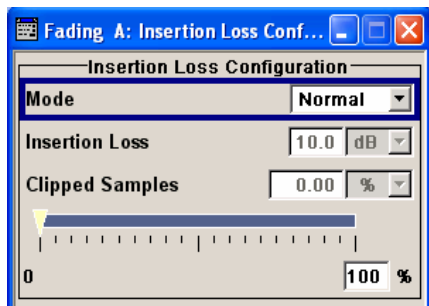 Fading A: Insertion Loss Conf...
Insertion Loss Configuration
Mode Normal
Insertion Loss 10.0 dB
Clipped Samples 0.00 %
0 100 %